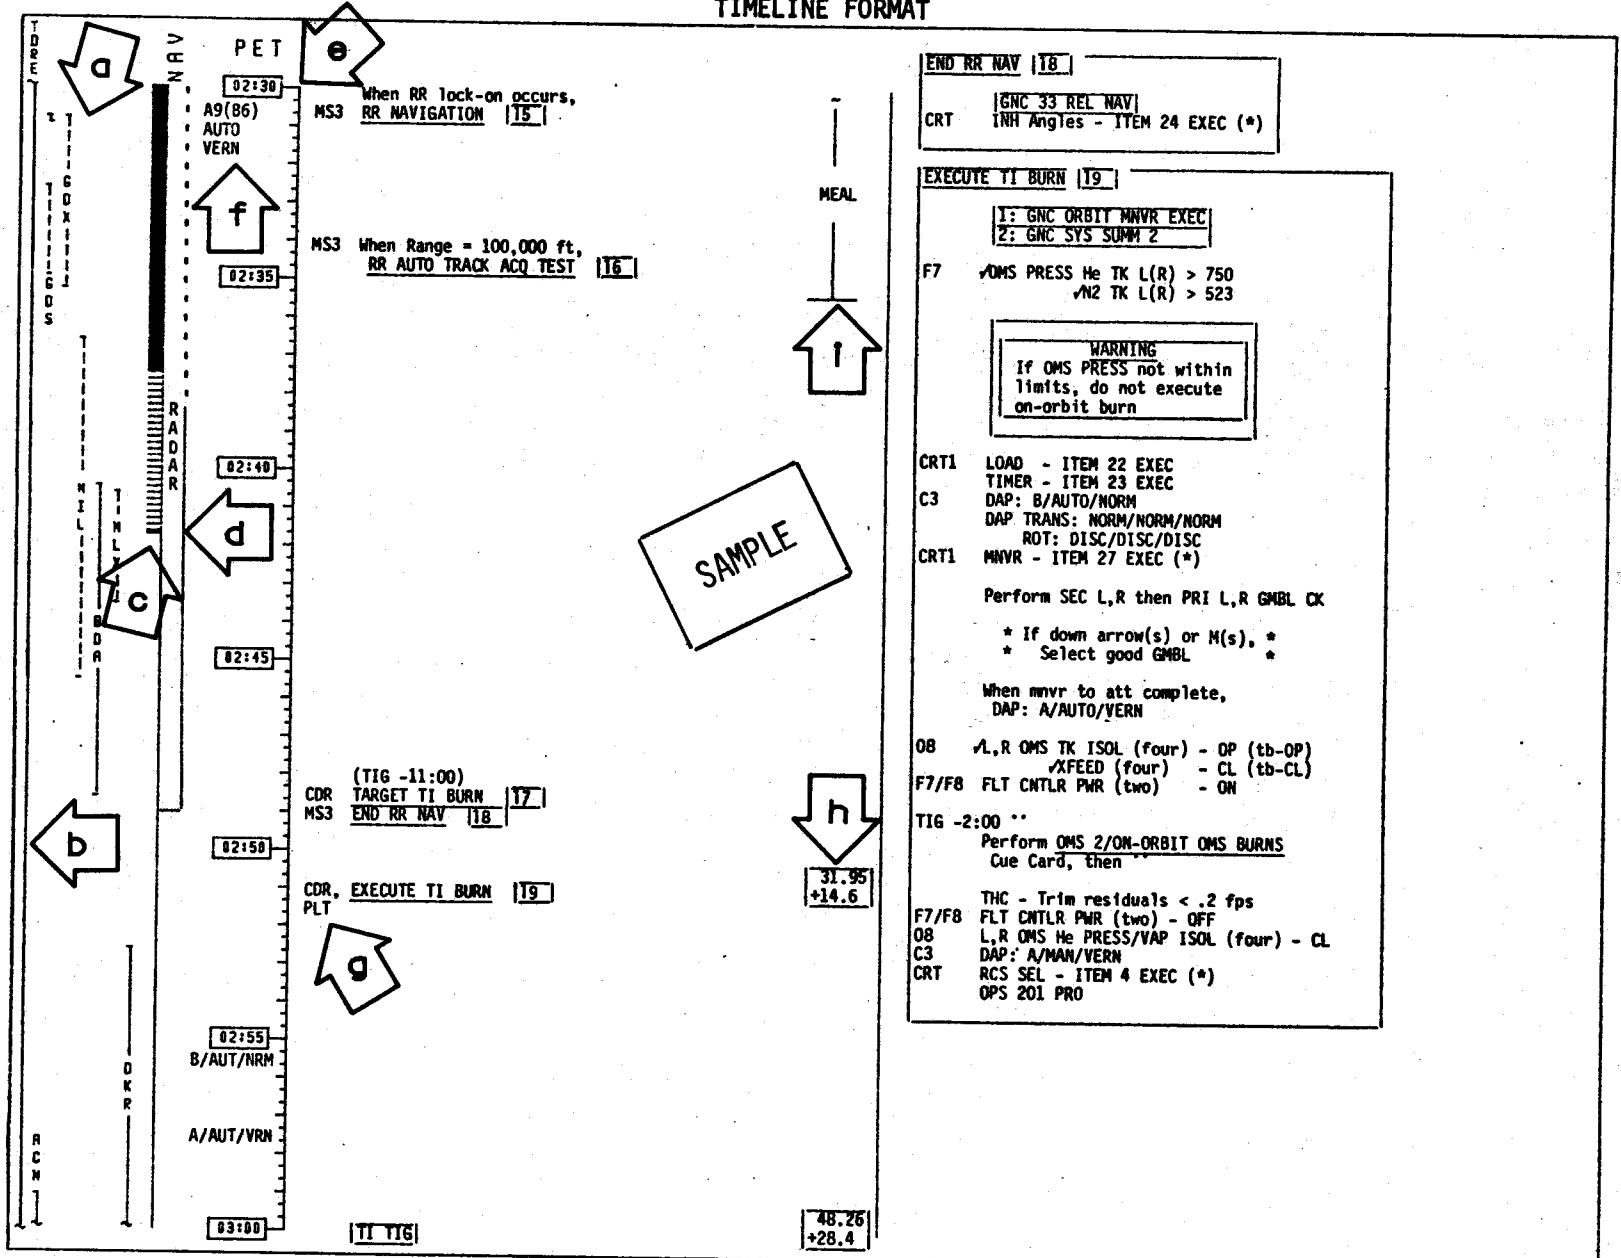 TIMELINE FORMAT
TDRE
a
NAV
PET
e
02:30
A9(B6)
AUTO
VERN
When RR lock-on occurs,
MS3 RR NAVIGATION T5
f
MS3 When Range = 100,000 ft,
RR AUTO TRACK ACQ TEST T6
02:35
GDX
GDS
MEAL
i
RADAR
02:40
d
MIL
c
BDA
SAMPLE
02:45
(TIG -11:00)
CDR TARGET TI BURN T7
MS3 END RR NAV T8
h
b
02:50
31.95
+14.6
CDR, EXECUTE TI BURN T9
PLT
g
02:55
B/AUT/NRM
DKR
A/AUT/VRN
ACN
03:00
TI TIG
48.26
+28.4
END RR NAV T8
GNC 33 REL NAV
CRT INH Angles - ITEM 24 EXEC (*)
EXECUTE TI BURN T9
1: GNC ORBIT MNVR EXEC
2: GNC SYS SUMM 2
F7 √OMS PRESS He TK L(R) > 750
√N2 TK L(R) > 523
WARNING
If OMS PRESS not within
limits, do not execute
on-orbit burn
CRT1 LOAD - ITEM 22 EXEC
TIMER - ITEM 23 EXEC
C3 DAP: B/AUTO/NORM
DAP TRANS: NORM/NORM/NORM
ROT: DISC/DISC/DISC
CRT1 MNVR - ITEM 27 EXEC (*)
Perform SEC L,R then PRI L,R GMBL CK
* If down arrow(s) or M(s), *
* Select good GMBL *
When mnvr to att complete,
DAP: A/AUTO/VERN
O8 √L,R OMS TK ISOL (four) - OP (tb-OP)
√XFEED (four) - CL (tb-CL)
F7/F8 FLT CNTLR PWR (two) - ON
TIG -2:00
Perform OMS 2/ON-ORBIT OMS BURNS
Cue Card, then
THC - Trim residuals < .2 fps
F7/F8 FLT CNTLR PWR (two) - OFF
O8 L,R OMS He PRESS/VAP ISOL (four) - CL
C3 DAP: A/MAN/VERN
CRT RCS SEL - ITEM 4 EXEC (*)
OPS 201 PRO